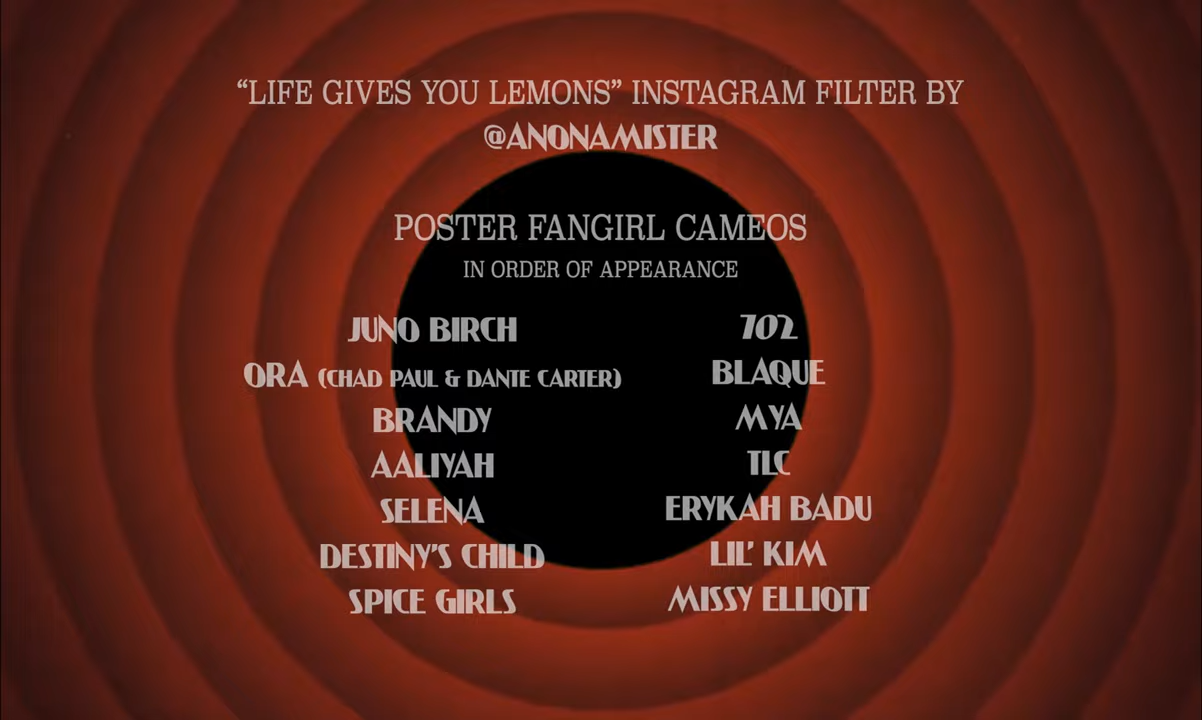 “LIFE GIVES YOU LEMONS” INSTAGRAM FILTER BY
@ANONAMISTER
POSTER FANGIRL CAMEOS
IN ORDER OF APPEARANCE
JUNO BIRCH
ORA (CHAD PAUL & DANTE CARTER)
BRANDY
AALIYAH
SELENA
DESTINY'S CHILD
SPICE GIRLS
702
BLAQUE
MYA
TLC
ERYKAH BADU
LIL' KIM
MISSY ELLIOTT